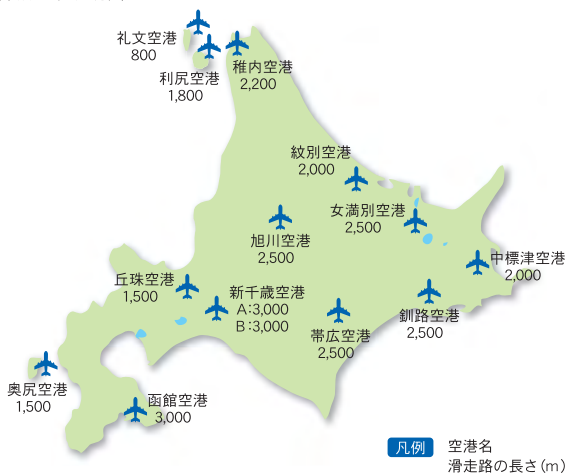 礼文空港
800
利尻空港
1,800
稚内空港
2,200
紋別空港
2,000
女満別空港
2,500
旭川空港
2,500
中標津空港
2,000
丘珠空港
1,500
新千歳空港
A:3,000
B:3,000
帯広空港
2,500
釧路空港
2,500
奥尻空港
1,500
函館空港
3,000
凡例
空港名
滑走路の長さ(m)